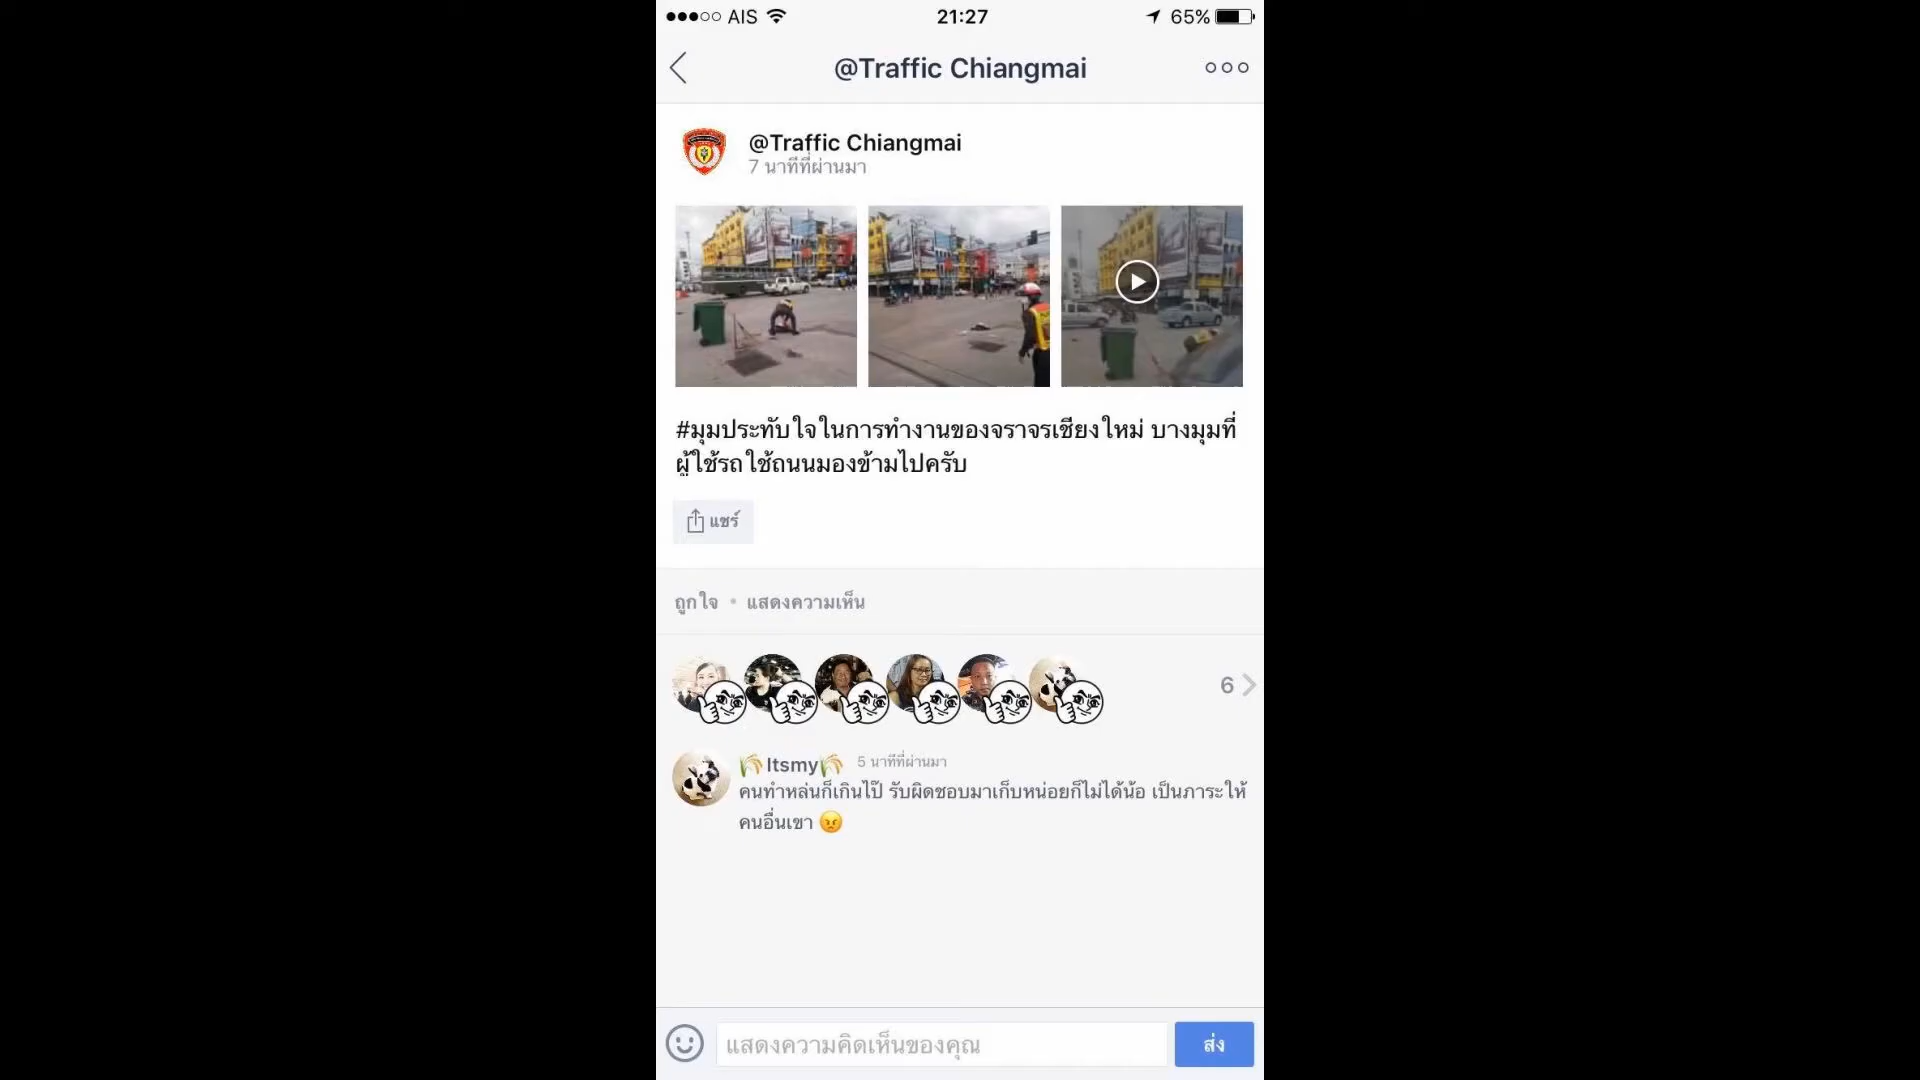 AIS 21:27 65%
@Traffic Chiangmai
@Traffic Chiangmai
7 นาทีที่ผ่านมา
#มุมประทับใจในการทำงานของจราจรเชียงใหม่ บางมุมที่
ผู้ใช้รถใช้ถนนมองข้ามไปครับ
แชร์
ถูกใจ • แสดงความเห็น
6
🌾Itsmy🌾 5 นาทีที่ผ่านมา
คนทำหล่นก็เกินไป๊ รับผิดชอบมาเก็บหน่อยก็ไม่ได้น้อ เป็นภาระให้
คนอื่นเขา 😠
แสดงความคิดเห็นของคุณ
ส่ง